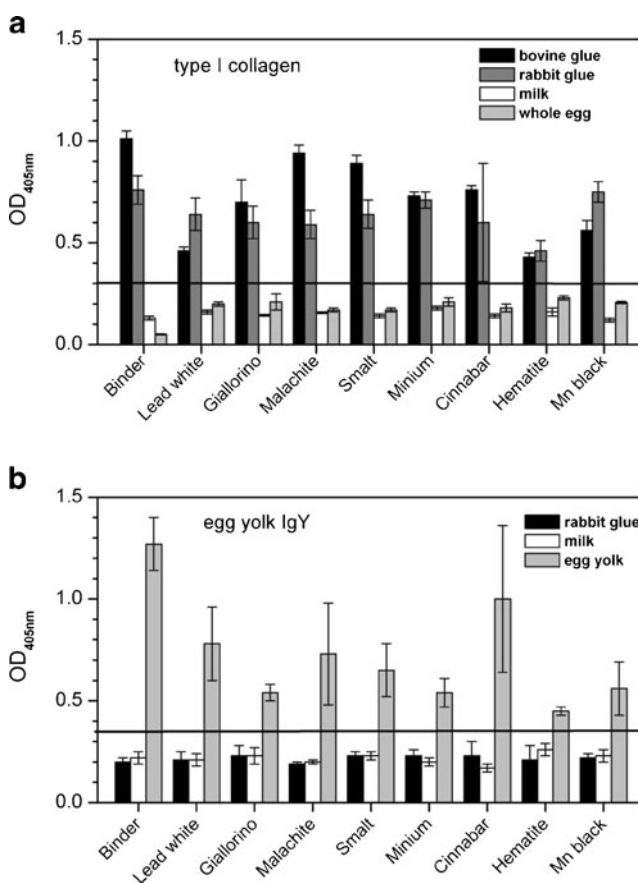 a
type I collagen
bovine glue
rabbit glue
milk
whole egg
OD405nm
1.5
1.0
0.5
0.0
Binder
Lead white
Giallorino
Malachite
Smalt
Minium
Cinnabar
Hematite
Mn black
b
egg yolk IgY
rabbit glue
milk
egg yolk
OD405nm
1.5
1.0
0.5
0.0
Binder
Lead white
Giallorino
Malachite
Smalt
Minium
Cinnabar
Hematite
Mn black